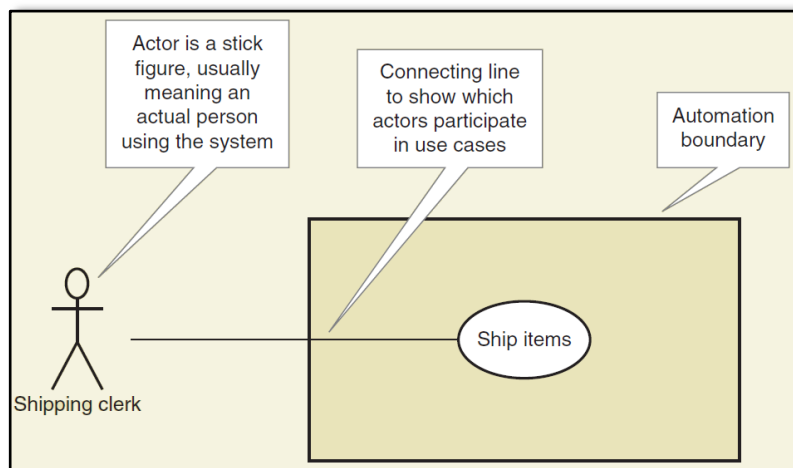 Actor is a stick
figure, usually
meaning an
actual person
using the system
Connecting line
to show which
actors participate
in use cases
Automation
boundary
Ship items
Shipping clerk